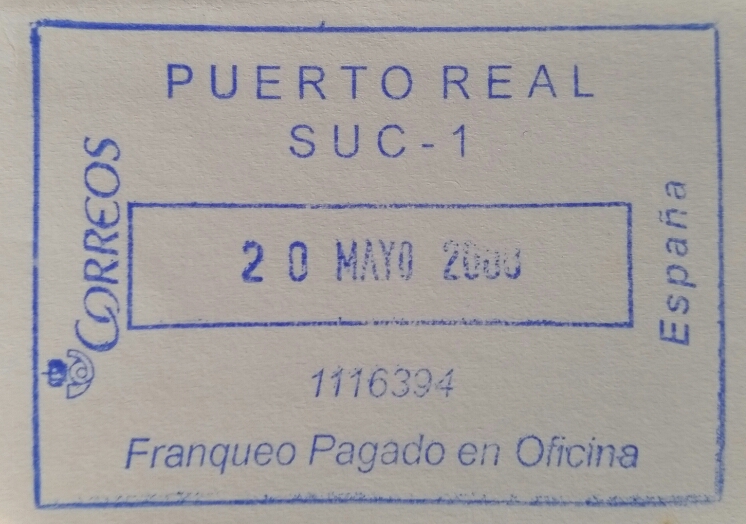 PUERTO REAL
SUC-1
CORREOS
20 MAYO
España
1116394
Franqueo Pagado en Oficina